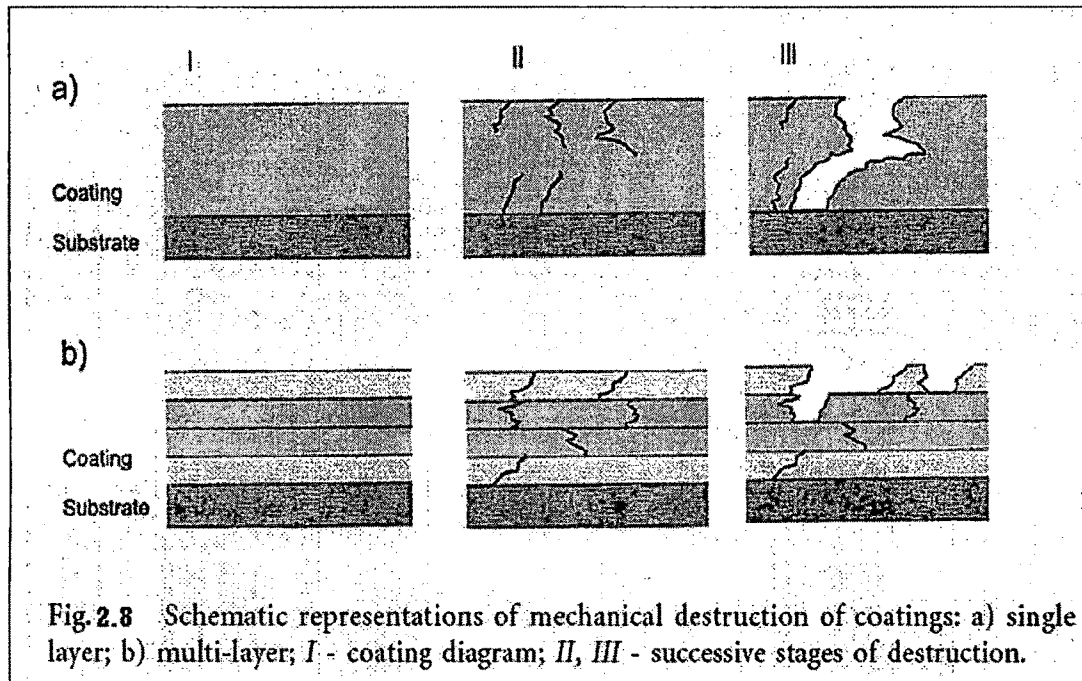 I II III
a)
Coating
Substrate
b)
Coating
Substrate
Fig. 2.8 Schematic representations of mechanical destruction of coatings: a) single
layer; b) multi-layer; I - coating diagram; II, III - successive stages of destruction.